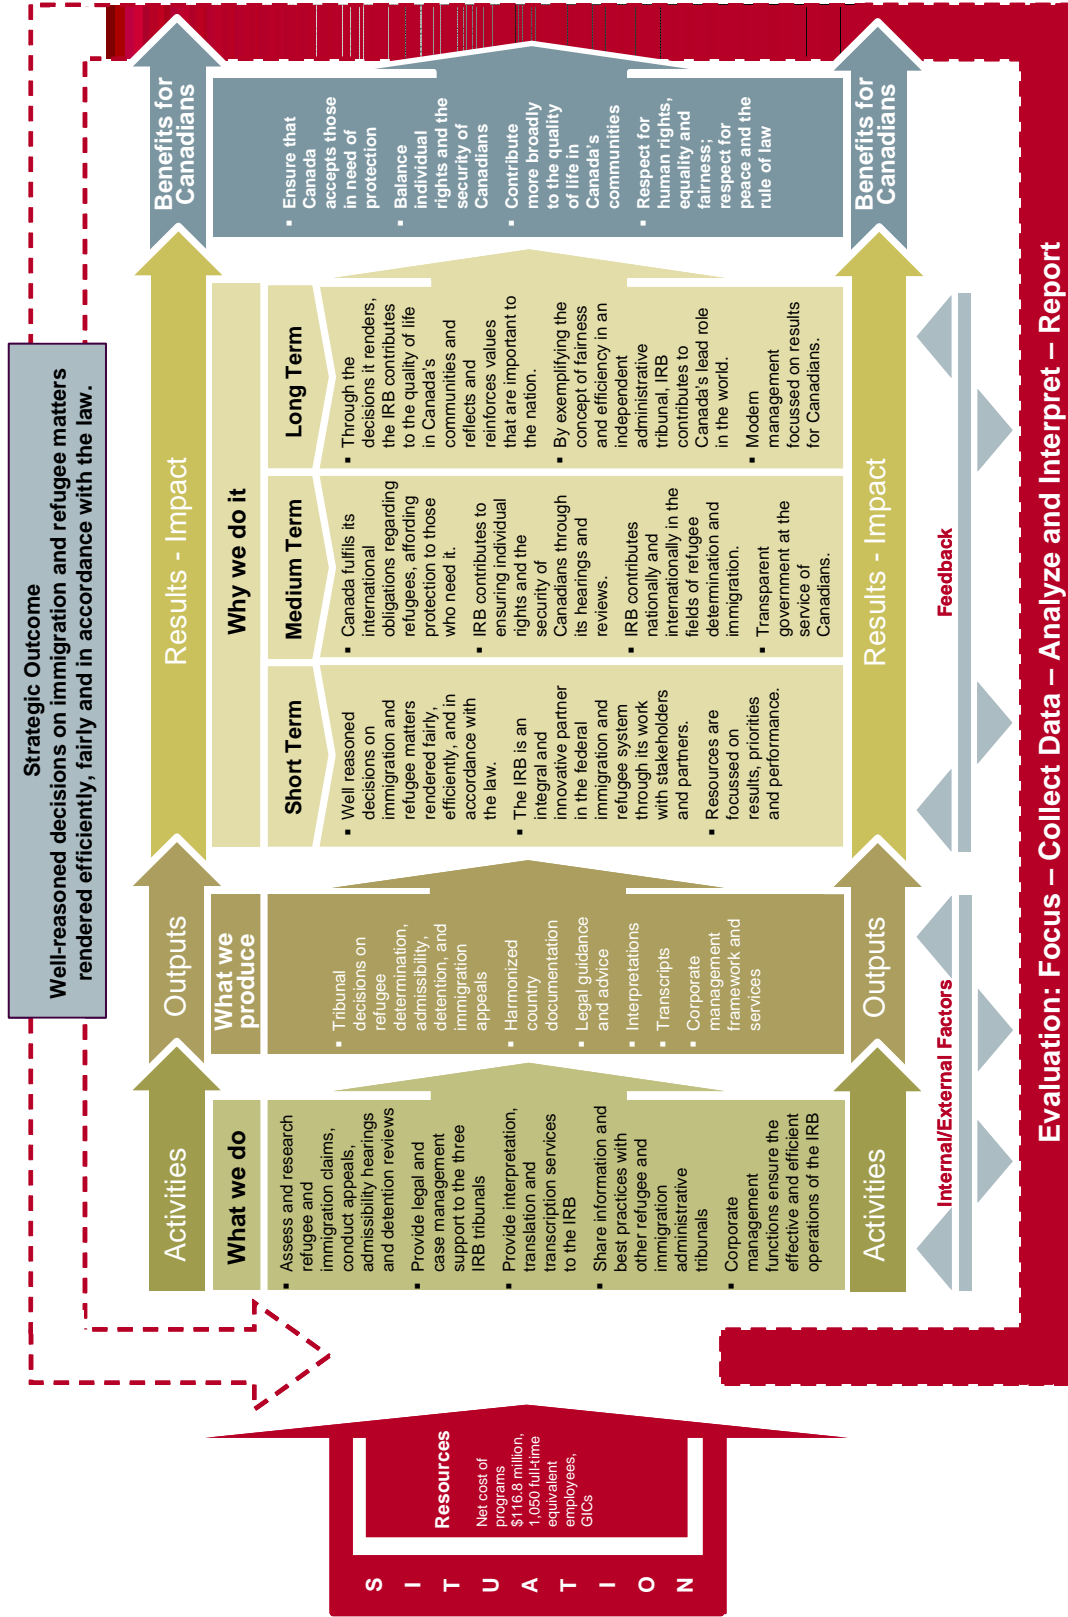 Strategic Outcome
Well-reasoned decisions on immigration and refugee matters
rendered efficiently, fairly and in accordance with the law.
S
I
T
U
A
T
I
O
N
Resources
Net cost of
programs
$116.8 million,
1,050 full-time
equivalent
employees,
GICs
Activities
Outputs
Results - Impact
Benefits for
Canadians
What we do
▪ Assess and research
refugee and
immigration claims,
conduct appeals,
admissibility hearings
and detention reviews
▪ Provide legal and
case management
support to the three
IRB tribunals
▪ Provide interpretation,
translation and
transcription services
to the IRB
▪ Share information and
best practices with
other refugee and
immigration
administrative
tribunals
▪ Corporate
management
functions ensure the
effective and efficient
operations of the IRB
What we
produce
▪ Tribunal
decisions on
refugee
determination,
admissibility,
detention, and
immigration
appeals
▪ Harmonized
country
documentation
▪ Legal guidance
and advice
▪ Interpretations
▪ Transcripts
▪ Corporate
management
framework and
services
Why we do it
Short Term
▪ Well reasoned
decisions on
immigration and
refugee matters
rendered fairly,
efficiently, and in
accordance with
the law.
▪ The IRB is an
integral and
innovative partner
in the federal
immigration and
refugee system
through its work
with stakeholders
and partners.
▪ Resources are
focussed on
results, priorities
and performance.
Medium Term
▪ Canada fulfils its
international
obligations regarding
refugees, affording
protection to those
who need it.
▪ IRB contributes to
ensuring individual
rights and the
security of
Canadians through
its hearings and
reviews.
▪ IRB contributes
nationally and
internationally in the
fields of refugee
determination and
immigration.
▪ Transparent
government at the
service of
Canadians.
Long Term
▪ Through the
decisions it renders,
the IRB contributes
to the quality of life
in Canada's
communities and
reflects and
reinforces values
that are important to
the nation.
▪ By exemplifying the
concept of fairness
and efficiency in an
independent
administrative
tribunal, IRB
contributes to
Canada's lead role
in the world.
▪ Modern
management
focussed on results
for Canadians.
▪ Ensure that
Canada
accepts those
in need of
protection
▪ Balance
individual
rights and the
security of
Canadians
▪ Contribute
more broadly
to the quality
of life in
Canada's
communities
▪ Respect for
human rights,
equality and
fairness;
respect for
peace and the
rule of law
Activities
Outputs
Results - Impact
Benefits for
Canadians
Internal/External Factors
Feedback
Evaluation: Focus – Collect Data – Analyze and Interpret – Report